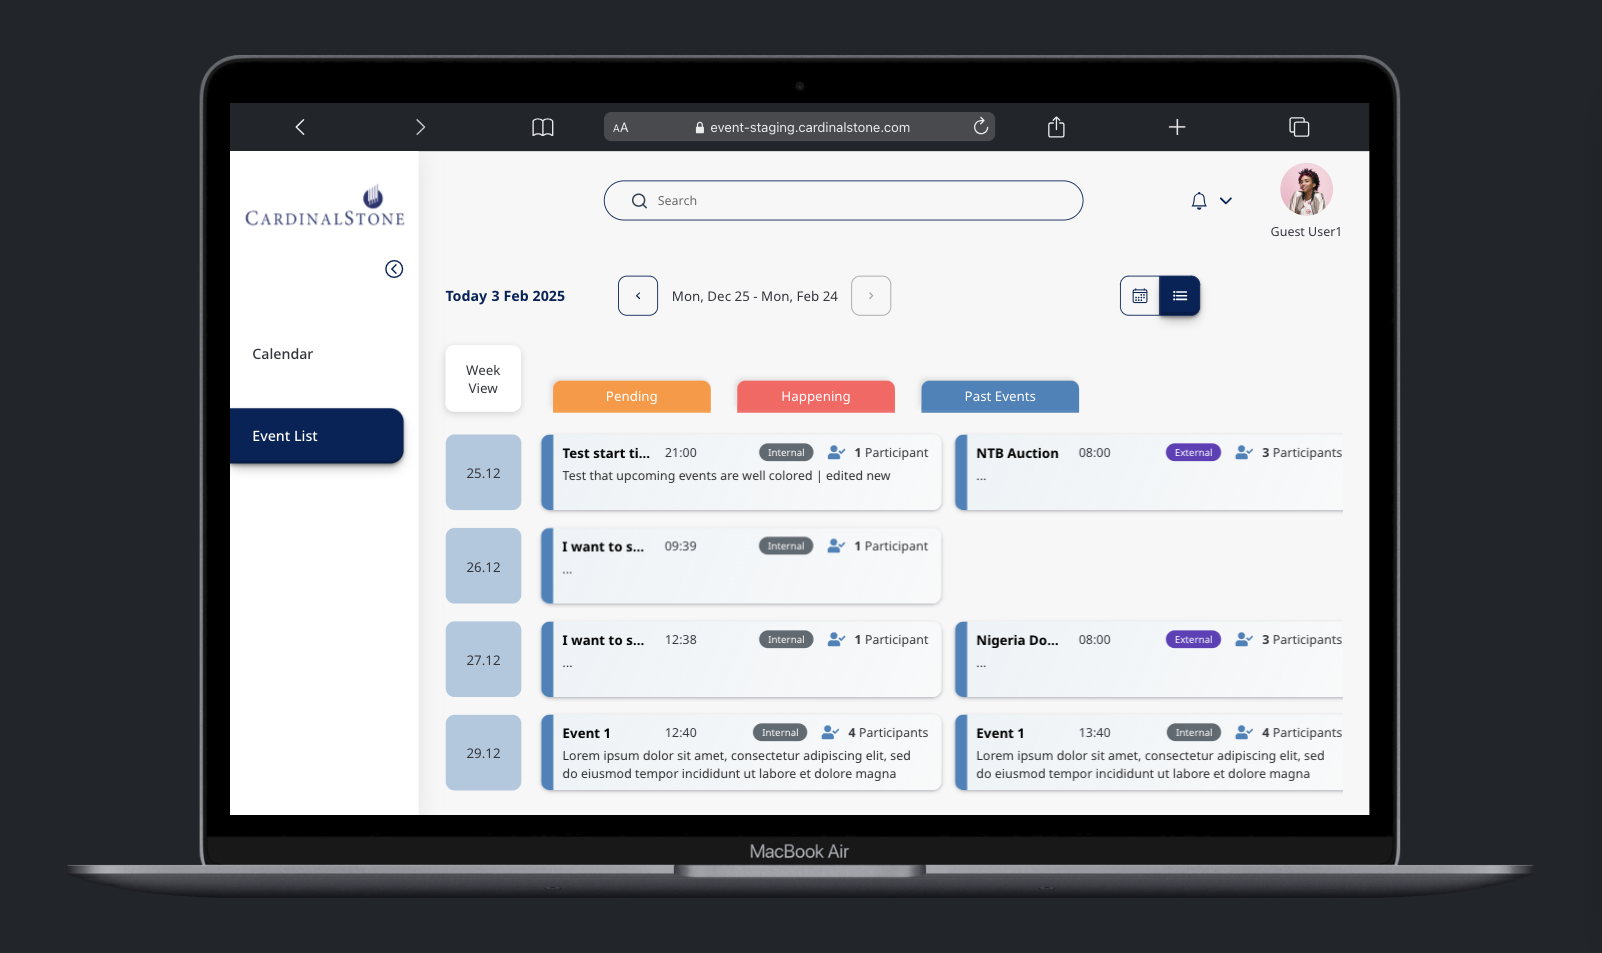 AA event-staging.cardinalstone.com
CARDINALSTONE
Search
Guest User1
Today 3 Feb 2025
Mon, Dec 25 - Mon, Feb 24
Calendar
Event List
Week
View
Pending
Happening
Past Events
25.12
Test start ti... 21:00 Internal 1 Participant
Test that upcoming events are well colored | edited new
NTB Auction 08:00 External 3 Participants
...
26.12
I want to s... 09:39 Internal 1 Participant
...
27.12
I want to s... 12:38 Internal 1 Participant
...
Nigeria Do... 08:00 External 3 Participants
...
29.12
Event 1 12:40 Internal 4 Participants
Lorem ipsum dolor sit amet, consectetur adipiscing elit, sed
do eiusmod tempor incididunt ut labore et dolore magna
Event 1 13:40 Internal 4 Participants
Lorem ipsum dolor sit amet, consectetur adipiscing elit, sed
do eiusmod tempor incididunt ut labore et dolore magna
MacBook Air